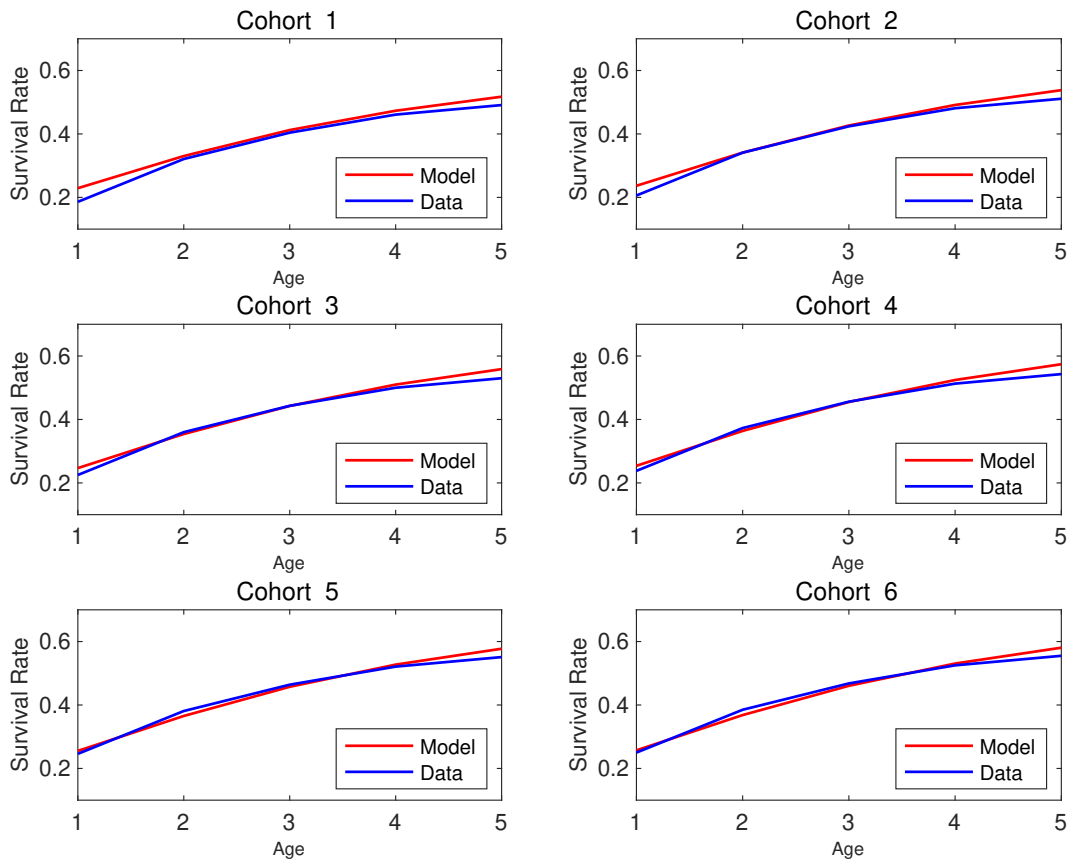 Cohort 1
Survival Rate
0.6
0.4
0.2
Model
Data
1 2 3 4 5
Age
Cohort 2
Survival Rate
0.6
0.4
0.2
Model
Data
1 2 3 4 5
Age
Cohort 3
Survival Rate
0.6
0.4
0.2
Model
Data
1 2 3 4 5
Age
Cohort 4
Survival Rate
0.6
0.4
0.2
Model
Data
1 2 3 4 5
Age
Cohort 5
Survival Rate
0.6
0.4
0.2
Model
Data
1 2 3 4 5
Age
Cohort 6
Survival Rate
0.6
0.4
0.2
Model
Data
1 2 3 4 5
Age